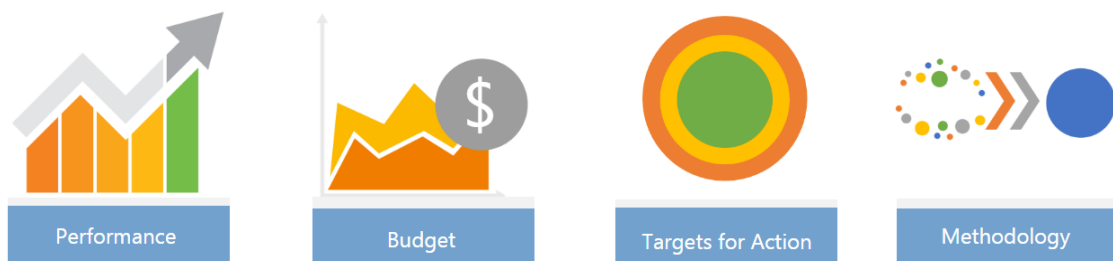 $
Performance
Budget
Targets for Action
Methodology